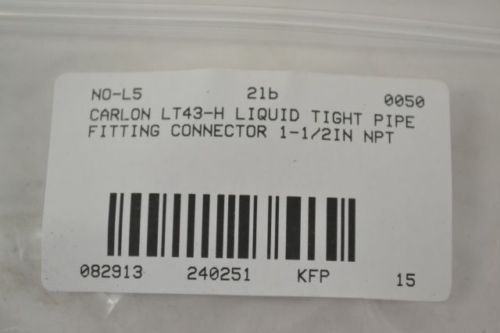 NO-L5 21b 0050
CARLON LT43-H LIQUID TIGHT PIPE
FITTING CONNECTOR 1-1/2IN NPT
082913 240251 KFP 15